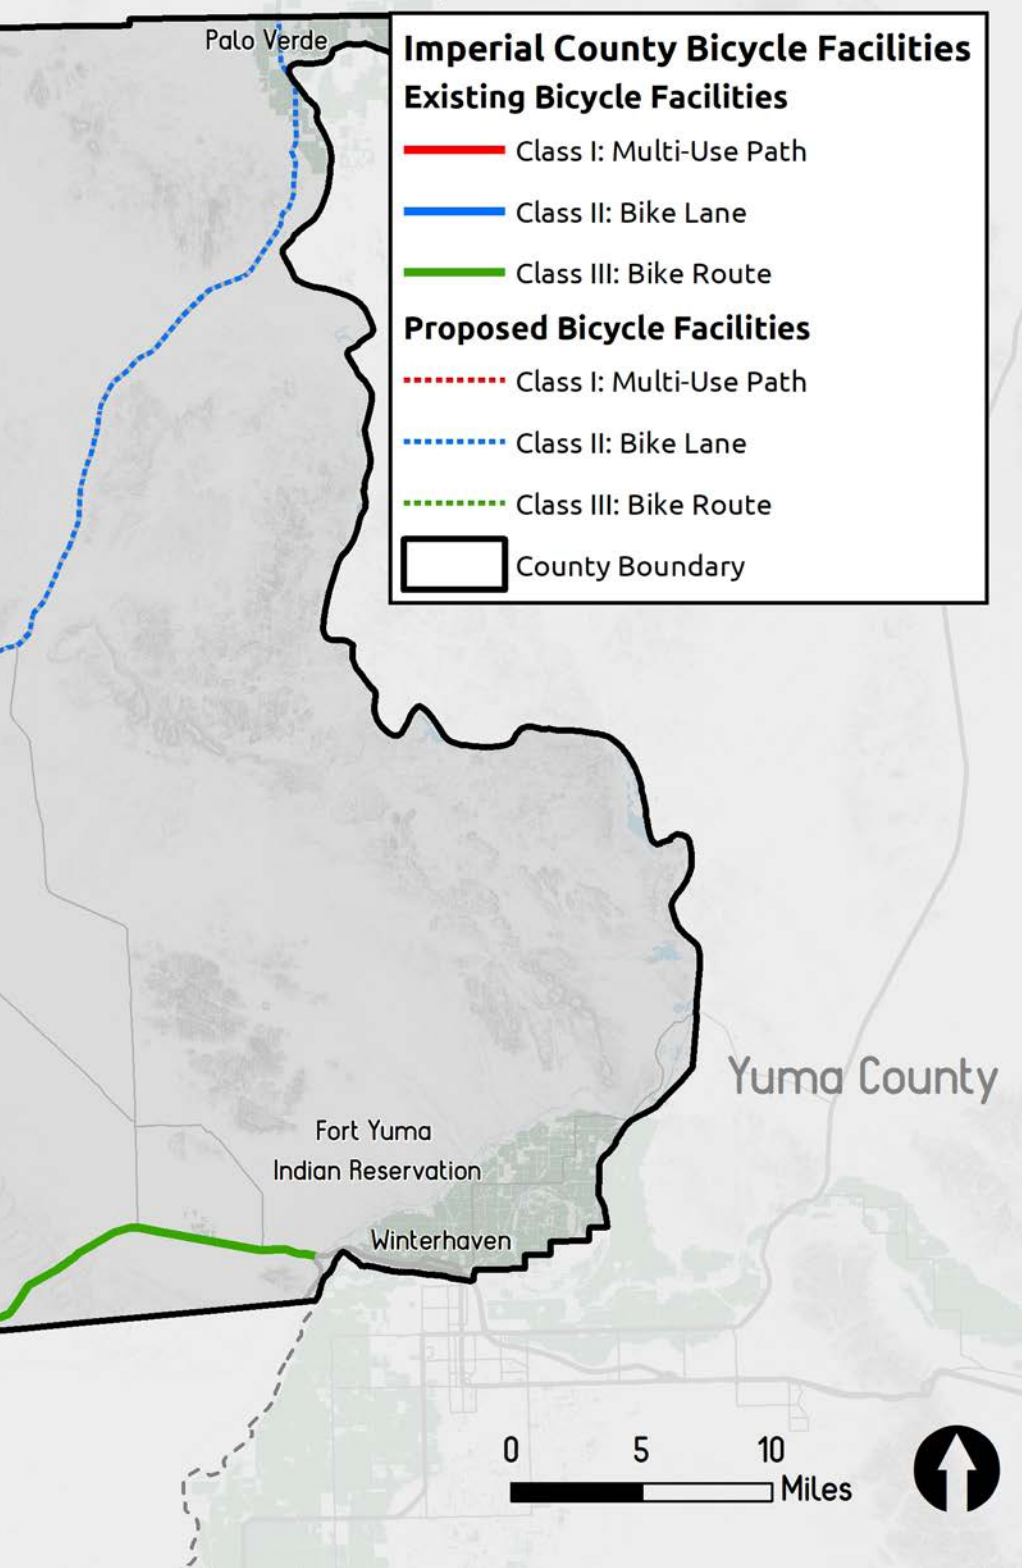 Palo Verde
Imperial County Bicycle Facilities
Existing Bicycle Facilities
Class I: Multi-Use Path
Class II: Bike Lane
Class III: Bike Route
Proposed Bicycle Facilities
Class I: Multi-Use Path
Class II: Bike Lane
Class III: Bike Route
County Boundary
Yuma County
Fort Yuma
Indian Reservation
Winterhaven
0 5 10
Miles